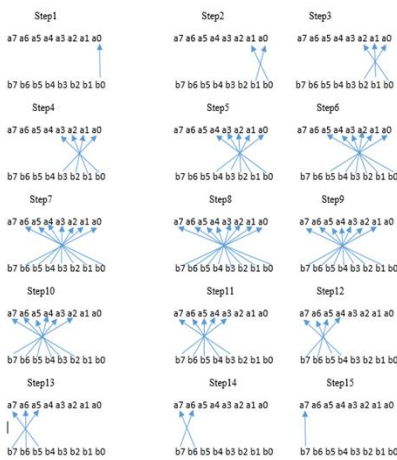 Step1 Step2 Step3
a7 a6 a5 a4 a3 a2 a1 a0 a7 a6 a5 a4 a3 a2 a1 a0 a7 a6 a5 a4 a3 a2 a1 a0
b7 b6 b5 b4 b3 b2 b1 b0 b7 b6 b5 b4 b3 b2 b1 b0 b7 b6 b5 b4 b3 b2 b1 b0
Step4 Step5 Step6
a7 a6 a5 a4 a3 a2 a1 a0 a7 a6 a5 a4 a3 a2 a1 a0 a7 a6 a5 a4 a3 a2 a1 a0
b7 b6 b5 b4 b3 b2 b1 b0 b7 b6 b5 b4 b3 b2 b1 b0 b7 b6 b5 b4 b3 b2 b1 b0
Step7 Step8 Step9
a7 a6 a5 a4 a3 a2 a1 a0 a7 a6 a5 a4 a3 a2 a1 a0 a7 a6 a5 a4 a3 a2 a1 a0
b7 b6 b5 b4 b3 b2 b1 b0 b7 b6 b5 b4 b3 b2 b1 b0 b7 b6 b5 b4 b3 b2 b1 b0
Step10 Step11 Step12
a7 a6 a5 a4 a3 a2 a1 a0 a7 a6 a5 a4 a3 a2 a1 a0 a7 a6 a5 a4 a3 a2 a1 a0
b7 b6 b5 b4 b3 b2 b1 b0 b7 b6 b5 b4 b3 b2 b1 b0 b7 b6 b5 b4 b3 b2 b1 b0
Step13 Step14 Step15
a7 a6 a5 a4 a3 a2 a1 a0 a7 a6 a5 a4 a3 a2 a1 a0 a7 a6 a5 a4 a3 a2 a1 a0
b7 b6 b5 b4 b3 b2 b1 b0 b7 b6 b5 b4 b3 b2 b1 b0 b7 b6 b5 b4 b3 b2 b1 b0